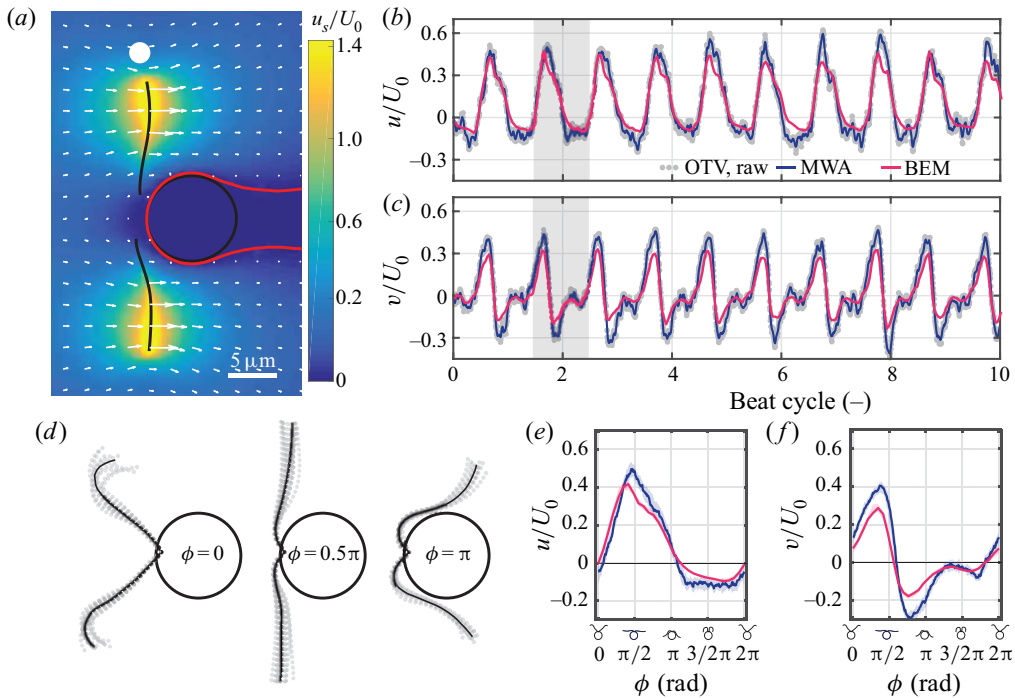 (a)
u_s/U_0
1.4
1.0
0.6
0.2
0
5 μm
(b)
u/U_0
0.6
0.3
0
−0.3
OTV, raw
MWA
BEM
(c)
v/U_0
0.6
0.3
0
−0.3
0 2 4 6 8 10
Beat cycle (–)
(d)
ϕ = 0
ϕ = 0.5π
ϕ = π
(e)
u/U_0
0.6
0.4
0.2
0
−0.2
0 π/2 π 3/2π 2π
ϕ (rad)
(f)
v/U_0
0.6
0.4
0.2
0
−0.2
0 π/2 π 3/2π 2π
ϕ (rad)